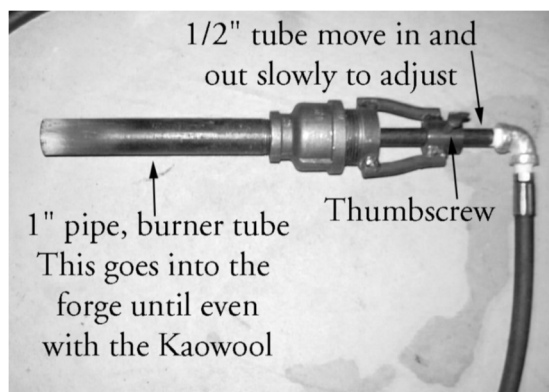 1/2" tube move in and
out slowly to adjust
Thumbscrew
1" pipe, burner tube
This goes into the
forge until even
with the Kaowool